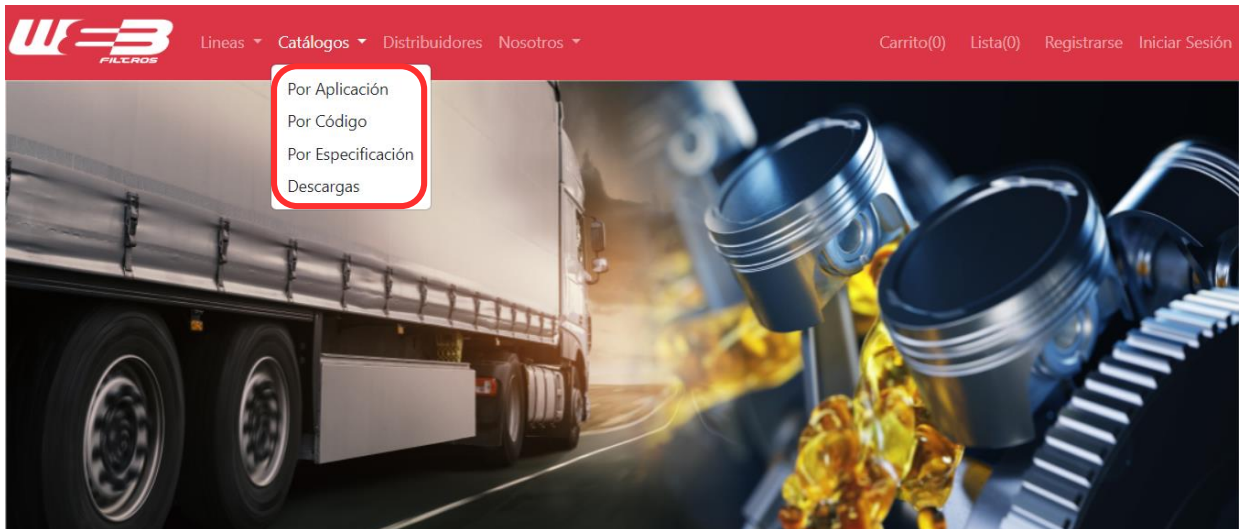 WEB
FILTROS
Lineas Catálogos Distribuidores Nosotros Carrito(0) Lista(0) Registrarse Iniciar Sesión
Por Aplicación
Por Código
Por Especificación
Descargas